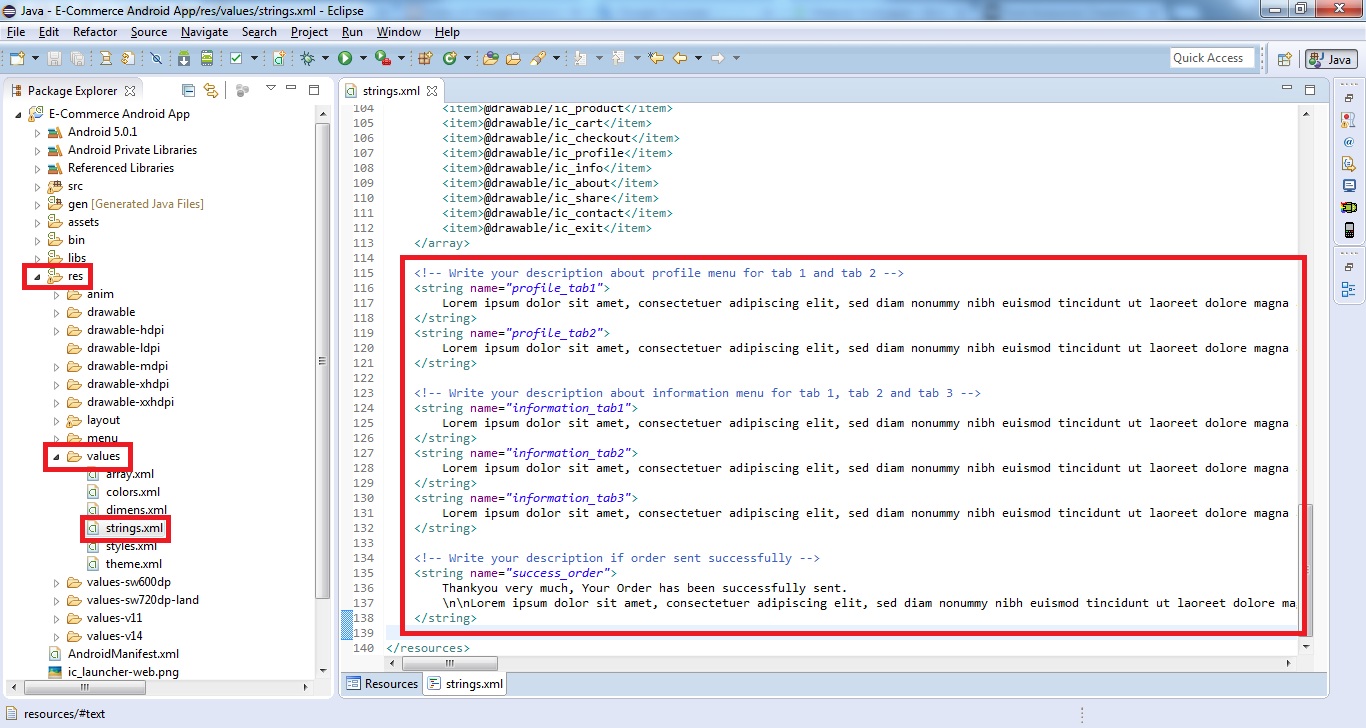 Java - E-Commerce Android App/res/values/strings.xml - Eclipse
File Edit Refactor Source Navigate Search Project Run Window Help
Quick Access
Java
Package Explorer
E-Commerce Android App
Android 5.0.1
Android Private Libraries
Referenced Libraries
src
gen [Generated Java Files]
assets
bin
libs
res
anim
drawable
drawable-hdpi
drawable-ldpi
drawable-mdpi
drawable-xhdpi
drawable-xxhdpi
layout
menu
values
array.xml
colors.xml
dimens.xml
strings.xml
styles.xml
theme.xml
values-sw600dp
values-sw720dp-land
values-v11
values-v14
AndroidManifest.xml
ic_launcher-web.png
strings.xml
104 <item>@drawable/ic_product</item>
105 <item>@drawable/ic_cart</item>
106 <item>@drawable/ic_checkout</item>
107 <item>@drawable/ic_profile</item>
108 <item>@drawable/ic_info</item>
109 <item>@drawable/ic_about</item>
110 <item>@drawable/ic_share</item>
111 <item>@drawable/ic_contact</item>
112 <item>@drawable/ic_exit</item>
113 </array>
114
115 <!-- Write your description about profile menu for tab 1 and tab 2 -->
116 <string name="profile_tab1">
117 Lorem ipsum dolor sit amet, consectetuer adipiscing elit, sed diam nonummy nibh euismod tincidunt ut laoreet dolore magna
118 </string>
119 <string name="profile_tab2">
120 Lorem ipsum dolor sit amet, consectetuer adipiscing elit, sed diam nonummy nibh euismod tincidunt ut laoreet dolore magna
121 </string>
122
123 <!-- Write your description about information menu for tab 1, tab 2 and tab 3 -->
124 <string name="information_tab1">
125 Lorem ipsum dolor sit amet, consectetuer adipiscing elit, sed diam nonummy nibh euismod tincidunt ut laoreet dolore magna
126 </string>
127 <string name="information_tab2">
128 Lorem ipsum dolor sit amet, consectetuer adipiscing elit, sed diam nonummy nibh euismod tincidunt ut laoreet dolore magna
129 </string>
130 <string name="information_tab3">
131 Lorem ipsum dolor sit amet, consectetuer adipiscing elit, sed diam nonummy nibh euismod tincidunt ut laoreet dolore magna
132 </string>
133
134 <!-- Write your description if order sent successfully -->
135 <string name="success_order">
136 Thankyou very much, Your Order has been successfully sent.
137 \n\nLorem ipsum dolor sit amet, consectetuer adipiscing elit, sed diam nonummy nibh euismod tincidunt ut laoreet dolore ma
138 </string>
139
140 </resources>
Resources strings.xml
resources/#text